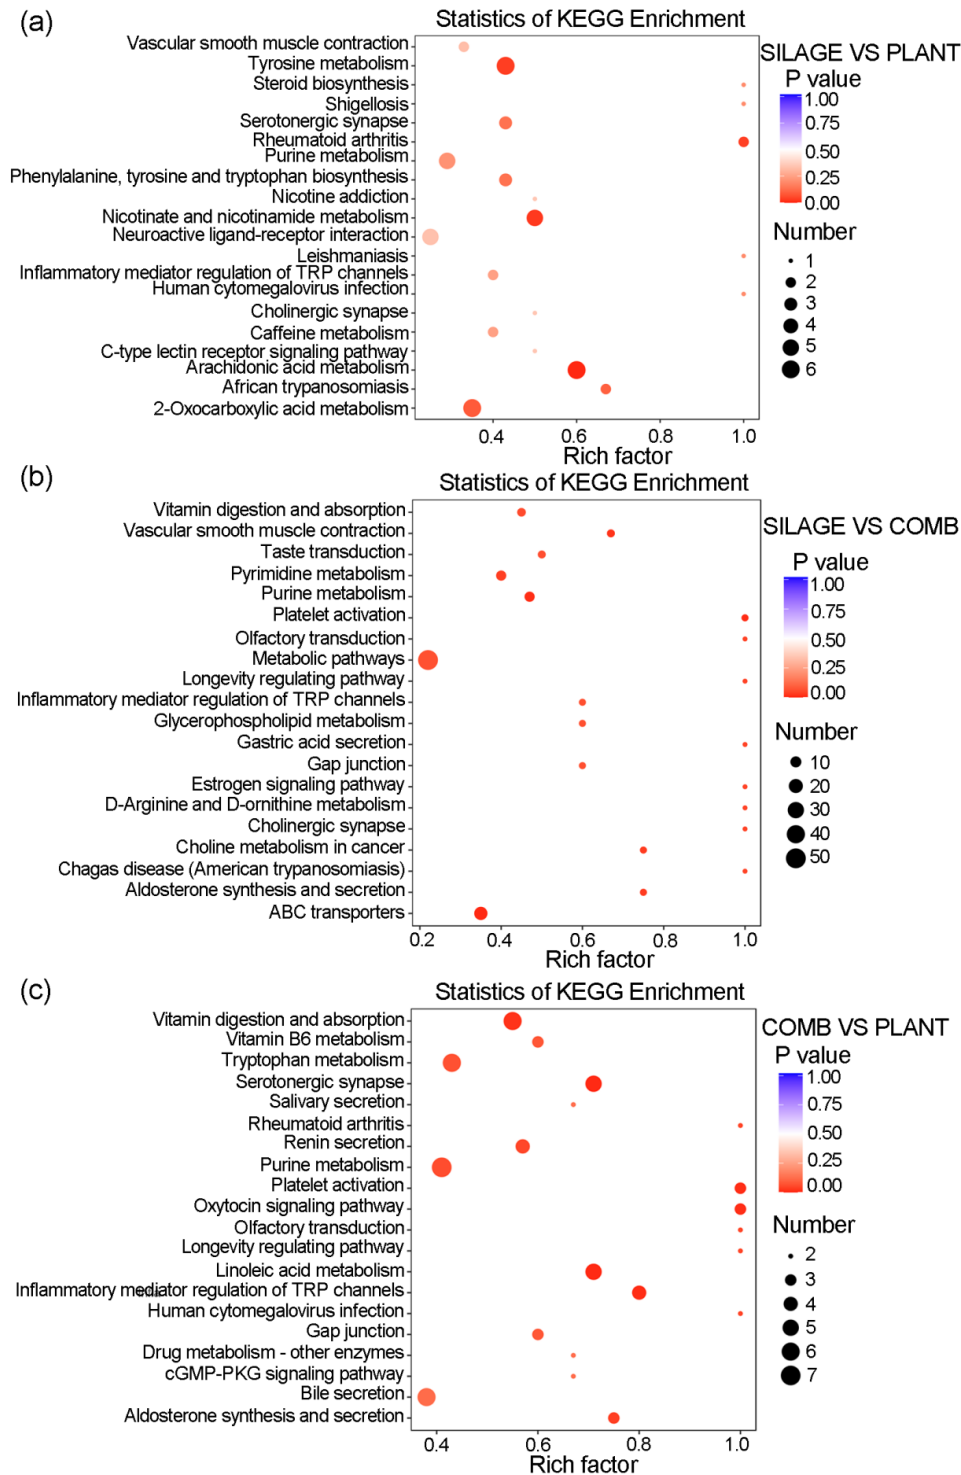 (a)
Statistics of KEGG Enrichment
Vascular smooth muscle contraction
Tyrosine metabolism
Steroid biosynthesis
Shigellosis
Serotonergic synapse
Rheumatoid arthritis
Purine metabolism
Phenylalanine, tyrosine and tryptophan biosynthesis
Nicotine addiction
Nicotinate and nicotinamide metabolism
Neuroactive ligand-receptor interaction
Leishmaniasis
Inflammatory mediator regulation of TRP channels
Human cytomegalovirus infection
Cholinergic synapse
Caffeine metabolism
C-type lectin receptor signaling pathway
Arachidonic acid metabolism
African trypanosomiasis
2-Oxocarboxylic acid metabolism
0.4 0.6 0.8 1.0
Rich factor
SILAGE VS PLANT
P value
1.00
0.75
0.50
0.25
0.00
Number
1
2
3
4
5
6
(b)
Statistics of KEGG Enrichment
Vitamin digestion and absorption
Vascular smooth muscle contraction
Taste transduction
Pyrimidine metabolism
Purine metabolism
Platelet activation
Olfactory transduction
Metabolic pathways
Longevity regulating pathway
Inflammatory mediator regulation of TRP channels
Glycerophospholipid metabolism
Gastric acid secretion
Gap junction
Estrogen signaling pathway
D-Arginine and D-ornithine metabolism
Cholinergic synapse
Choline metabolism in cancer
Chagas disease (American trypanosomiasis)
Aldosterone synthesis and secretion
ABC transporters
0.2 0.4 0.6 0.8 1.0
Rich factor
SILAGE VS COMB
P value
1.00
0.75
0.50
0.25
0.00
Number
10
20
30
40
50
(c)
Statistics of KEGG Enrichment
Vitamin digestion and absorption
Vitamin B6 metabolism
Tryptophan metabolism
Serotonergic synapse
Salivary secretion
Rheumatoid arthritis
Renin secretion
Purine metabolism
Platelet activation
Oxytocin signaling pathway
Olfactory transduction
Longevity regulating pathway
Linoleic acid metabolism
Inflammatory mediator regulation of TRP channels
Human cytomegalovirus infection
Gap junction
Drug metabolism - other enzymes
cGMP-PKG signaling pathway
Bile secretion
Aldosterone synthesis and secretion
0.4 0.6 0.8 1.0
Rich factor
COMB VS PLANT
P value
1.00
0.75
0.50
0.25
0.00
Number
2
3
4
5
6
7